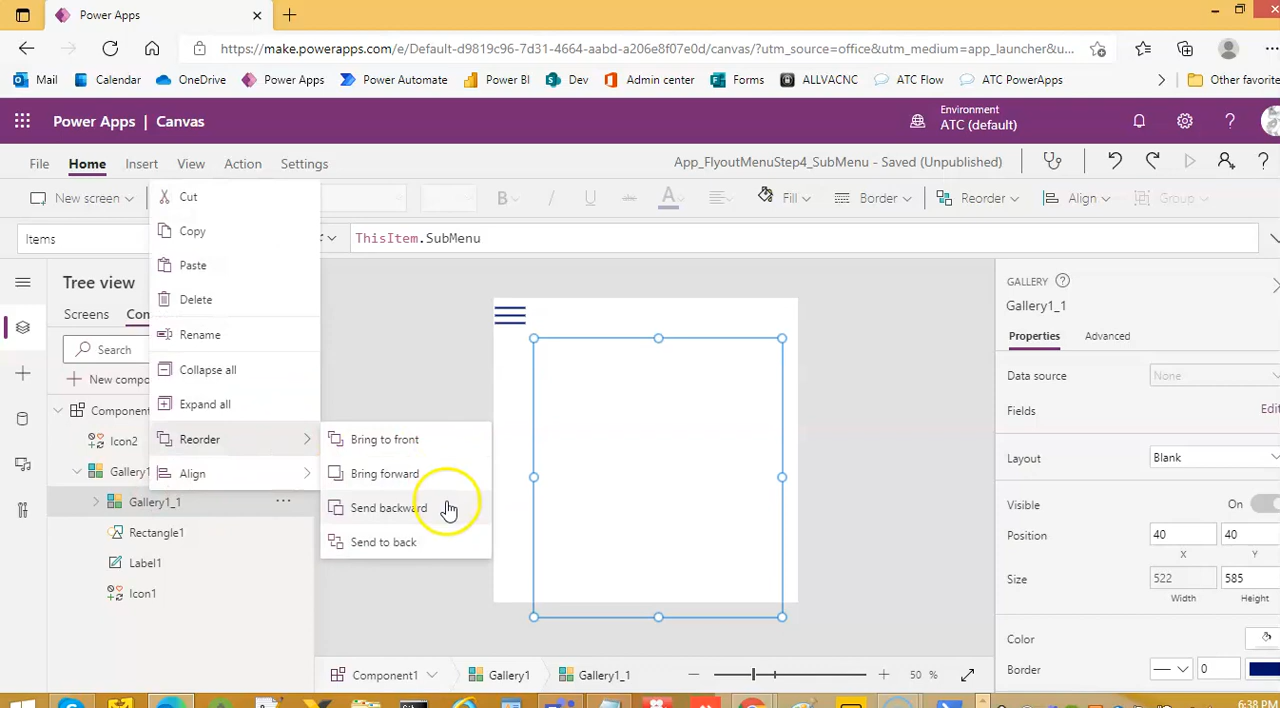 Power Apps
https://make.powerapps.com/e/Default-d9819c96-7d31-4664-aabd-a206e8f07e0d/canvas/?utm_source=office&utm_medium=app_launcher&u...
Mail Calendar OneDrive Power Apps Power Automate Power BI Dev Admin center Forms ALLVACNC ATC Flow ATC PowerApps Other favorite
Power Apps | Canvas
Environment
ATC (default)
File Home Insert View Action Settings
App_FlyoutMenuStep4_SubMenu - Saved (Unpublished)
New screen
B A Fill Border Reorder Align Group
Items
ThisItem.SubMenu
Tree view
Screens
Search
Cut
Copy
Paste
Delete
Rename
Collapse all
Expand all
Reorder
Align
Bring to front
Bring forward
Send backward
Send to back
Icon2
Gallery1_1
Rectangle1
Label1
Icon1
GALLERY
Gallery1_1
Properties Advanced
Data source None
Fields
Layout Blank
Visible On
Position 40 40
X Y
Size 522 585
Width Height
Color
Border 0
Component1 Gallery1 Gallery1_1
50 %
6:38 PM